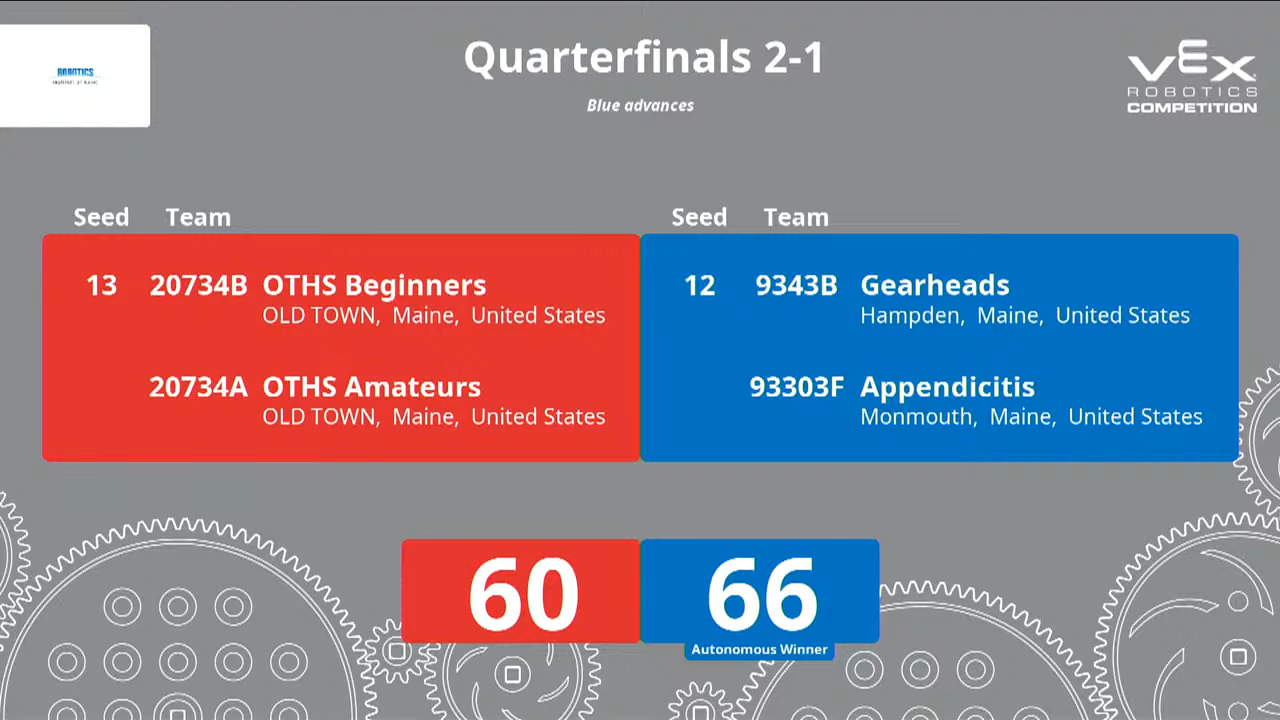 Quarterfinals 2-1
Blue advances
ROBOTICS
VEX
ROBOTICS
COMPETITION
Seed Team
Seed Team
13 20734B OTHS Beginners
OLD TOWN, Maine, United States
20734A OTHS Amateurs
OLD TOWN, Maine, United States
12 9343B Gearheads
Hampden, Maine, United States
93303F Appendicitis
Monmouth, Maine, United States
60
66
Autonomous Winner